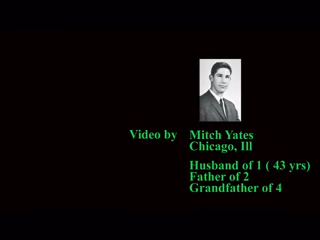 Video by Mitch Yates
Chicago, Ill
Husband of 1 ( 43 yrs)
Father of 2
Grandfather of 4